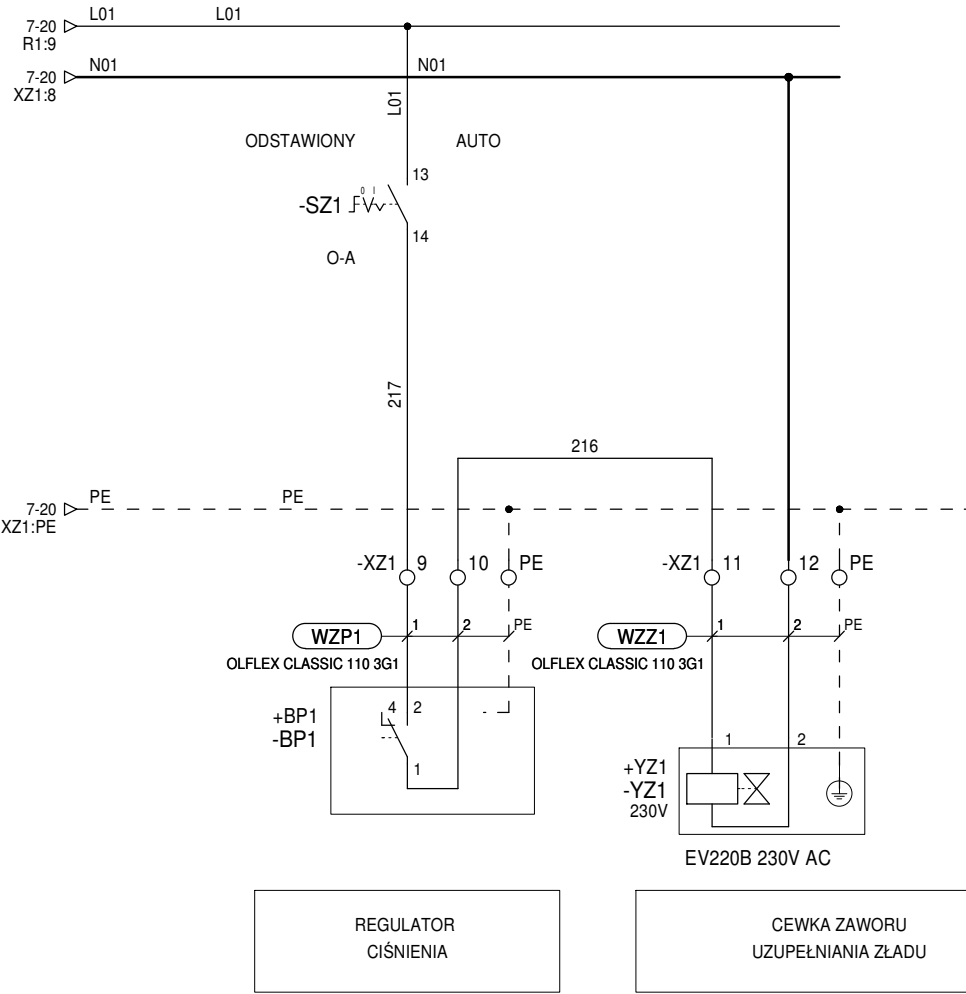 7-20 L01 L01
R1:9
7-20 N01 N01
XZ1:8
L01
ODSTAWIONY AUTO
13
0 I
-SZ1
14
O-A
217
216
7-20 PE PE
XZ1:PE
-XZ1 9 10 PE -XZ1 11 12 PE
WZP1 1 2 PE WZZ1 1 2 PE
OLFLEX CLASSIC 110 3G1 OLFLEX CLASSIC 110 3G1
+BP1 4 2
-BP1
1
1 2
+YZ1
-YZ1
230V
EV220B 230V AC
REGULATOR
CIŚNIENIA
CEWKA ZAWORU
UZUPEŁNIANIA ZŁADU